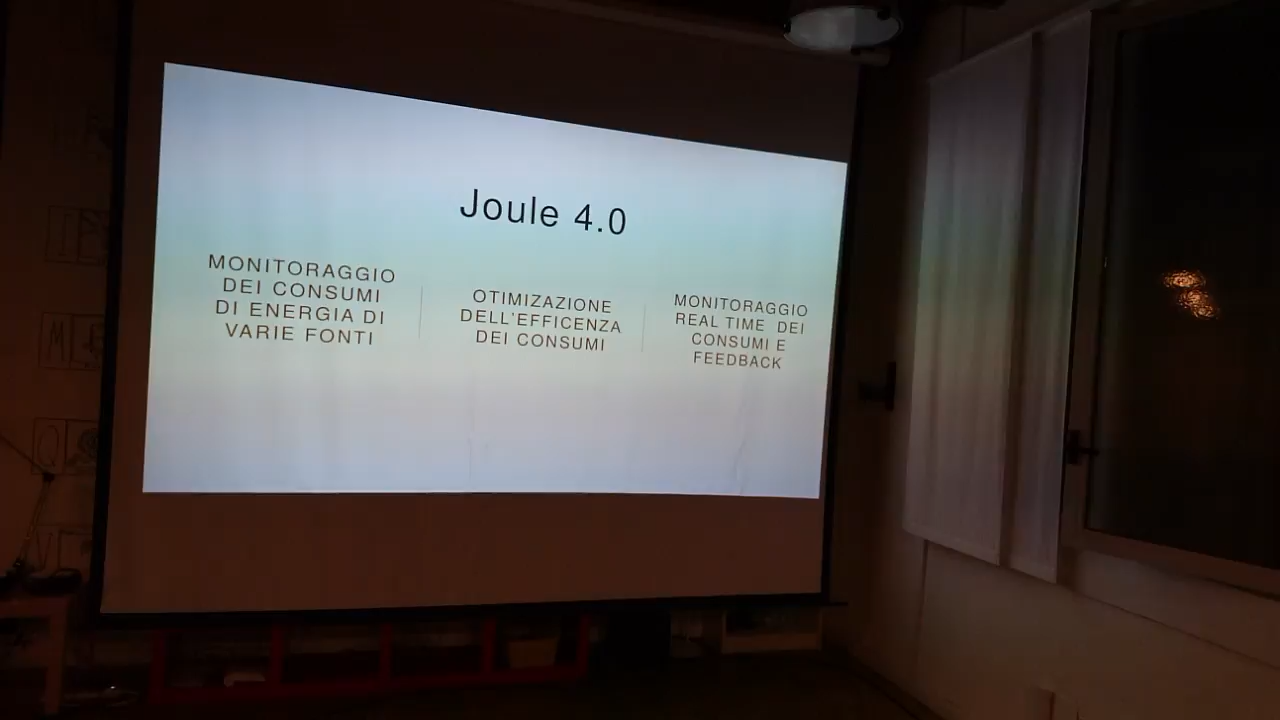 Joule 4.0
MONITORAGGIO
DEI CONSUMI
DI ENERGIA DI
VARIE FONTI
OTIMIZAZIONE
DELL'EFFICENZA
DEI CONSUMI
MONITORAGGIO
REAL TIME DEI
CONSUMI E
FEEDBACK